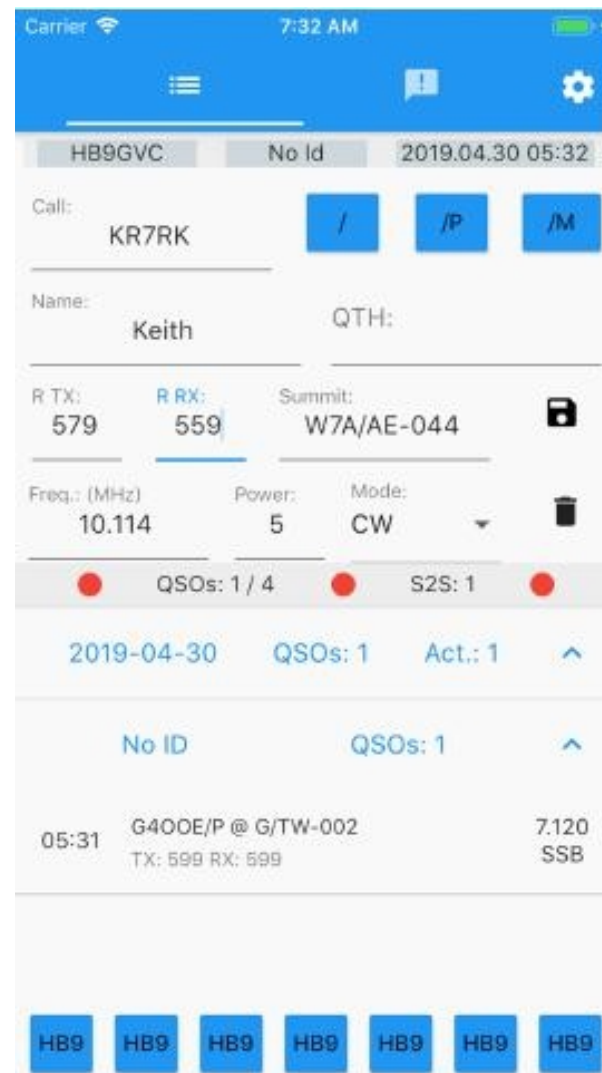 Carrier 7:32 AM
HB9GVC No Id 2019.04.30 05:32
Call:
KR7RK / /P /M
Name:
Keith QTH:
R TX: R RX: Summit:
579 559 W7A/AE-044
Freq.: (MHz) Power: Mode:
10.114 5 CW
QSOs: 1 / 4 S2S: 1
2019-04-30 QSOs: 1 Act.: 1
No ID QSOs: 1
05:31 G4OOE/P @ G/TW-002 7.120
TX: 599 RX: 599 SSB
HB9 HB9 HB9 HB9 HB9 HB9 HB9